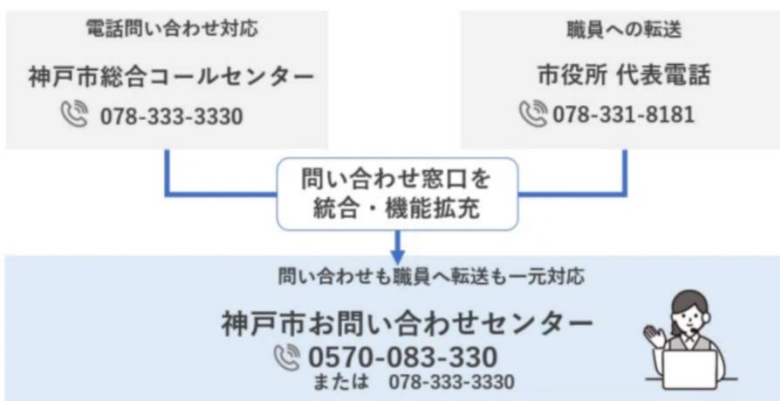 電話問い合わせ対応
神戸市総合コールセンター
078-333-3330
職員への転送
市役所 代表電話
078-331-8181
問い合わせ窓口を
統合・機能拡充
問い合わせも職員へ転送も一元対応
神戸市お問い合わせセンター
0570-083-330
または 078-333-3330